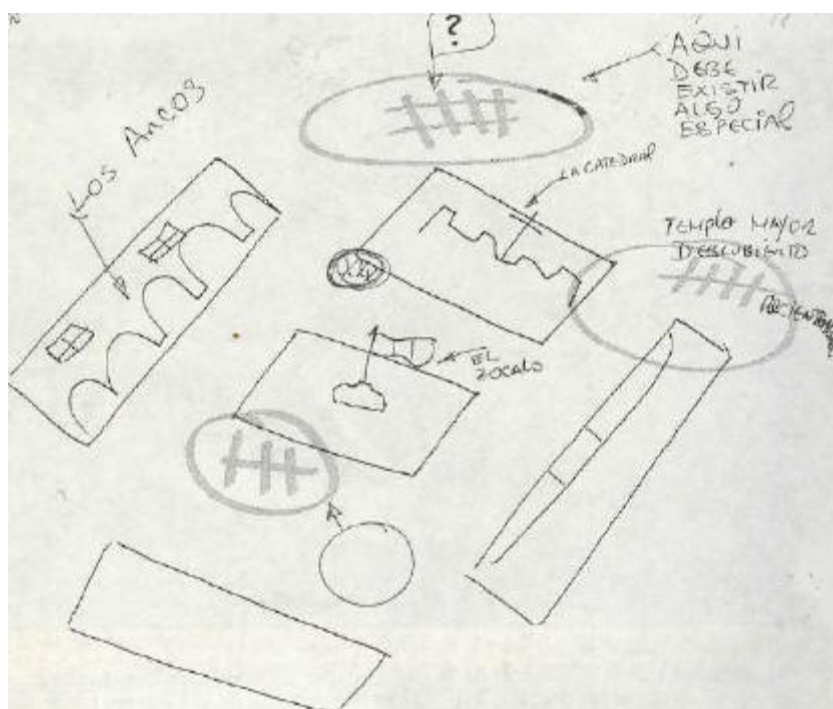 ?
AQUI
DEBE
EXISTIR
ALGO
ESPECIAL
LOS ARCOS
LA CATEDRAL
TEMPLO MAYOR
DESCUBIERTO
EL
ZOCALO